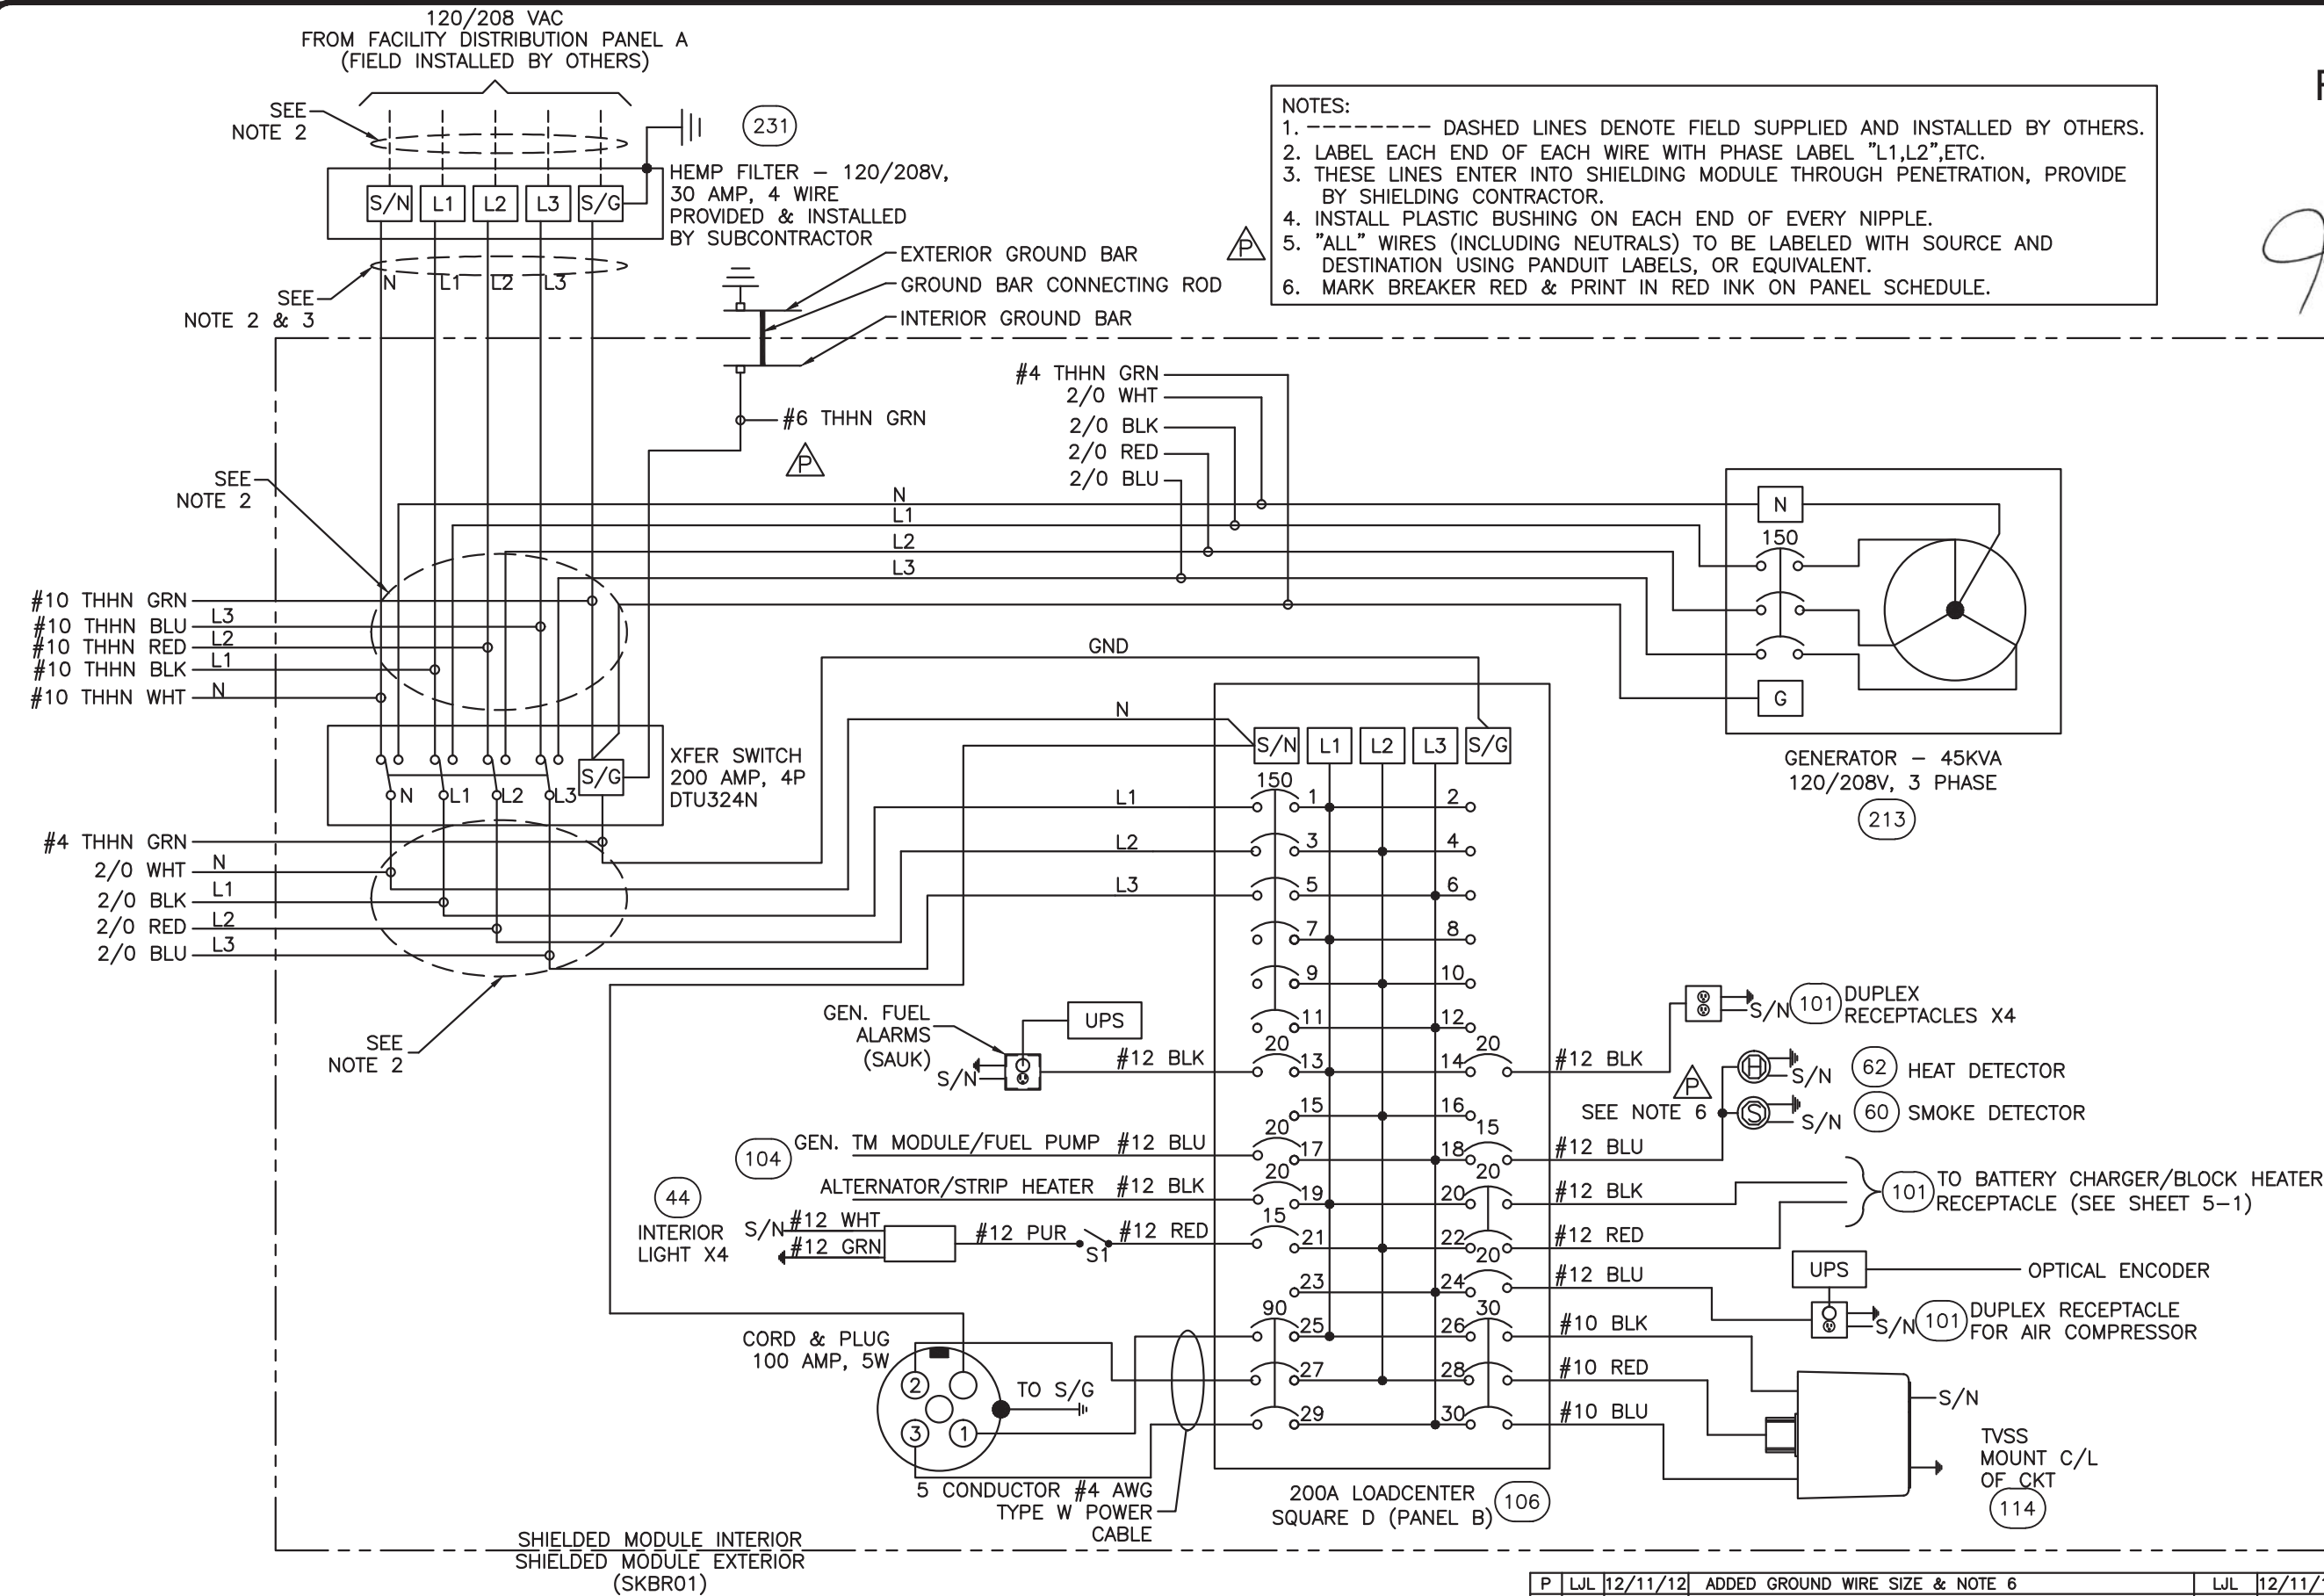 120/208 VAC
FROM FACILITY DISTRIBUTION PANEL A
(FIELD INSTALLED BY OTHERS)
SEE
NOTE 2
231
S/N L1 L2 L3 S/G
HEMP FILTER – 120/208V,
30 AMP, 4 WIRE
PROVIDED & INSTALLED
BY SUBCONTRACTOR
N L1 L2 L3
SEE
NOTE 2 & 3
EXTERIOR GROUND BAR
GROUND BAR CONNECTING ROD
INTERIOR GROUND BAR
#6 THHN GRN
P
NOTES:
1. –––––––– DASHED LINES DENOTE FIELD SUPPLIED AND INSTALLED BY OTHERS.
2. LABEL EACH END OF EACH WIRE WITH PHASE LABEL "L1,L2",ETC.
3. THESE LINES ENTER INTO SHIELDING MODULE THROUGH PENETRATION, PROVIDE
BY SHIELDING CONTRACTOR.
4. INSTALL PLASTIC BUSHING ON EACH END OF EVERY NIPPLE.
P
5. "ALL" WIRES (INCLUDING NEUTRALS) TO BE LABELED WITH SOURCE AND
DESTINATION USING PANDUIT LABELS, OR EQUIVALENT.
6. MARK BREAKER RED & PRINT IN RED INK ON PANEL SCHEDULE.
#4 THHN GRN
2/0 WHT
2/0 BLK
2/0 RED
2/0 BLU
N
L1
L2
L3
N
150
G
GENERATOR – 45KVA
120/208V, 3 PHASE
213
SEE
NOTE 2
#10 THHN GRN
#10 THHN BLU L3
#10 THHN RED L2
#10 THHN BLK L1
#10 THHN WHT N
N L1 L2 L3 S/G
XFER SWITCH
200 AMP, 4P
DTU324N
#4 THHN GRN
2/0 WHT N
2/0 BLK L1
2/0 RED L2
2/0 BLU L3
SEE
NOTE 2
GND
N
L1
L2
L3
S/N L1 L2 L3 S/G
150
1 2
3 4
5 6
7 8
9 10
11 12
20 20
13 14
15 16
20 15
17 18
20 20
19 20
15
21 22
20
23 24
90 30
25 26
27 28
29 30
GEN. FUEL
ALARMS
(SAUK)
UPS
S/N
#12 BLK
104
GEN. TM MODULE/FUEL PUMP #12 BLU
ALTERNATOR/STRIP HEATER #12 BLK
44
INTERIOR
LIGHT X4
S/N #12 WHT
#12 GRN
#12 PUR
S1
#12 RED
CORD & PLUG
100 AMP, 5W
2
3 1
TO S/G
5 CONDUCTOR #4 AWG
TYPE W POWER
CABLE
200A LOADCENTER
SQUARE D (PANEL B)
106
#12 BLK
S/N
101
DUPLEX
RECEPTACLES X4
P
SEE NOTE 6
#12 BLU
H
S/N
62
HEAT DETECTOR
S
S/N
60
SMOKE DETECTOR
#12 BLK
#12 RED
101
TO BATTERY CHARGER/BLOCK HEATER
RECEPTACLE (SEE SHEET 5–1)
#12 BLU
UPS
OPTICAL ENCODER
S/N
101
DUPLEX RECEPTACLE
FOR AIR COMPRESSOR
#10 BLK
#10 RED
#10 BLU
S/N
TVSS
MOUNT C/L
OF CKT
114
SHIELDED MODULE INTERIOR
SHIELDED MODULE EXTERIOR
(SKBR01)
P LJL 12/11/12 ADDED GROUND WIRE SIZE & NOTE 6 LJL 12/11/